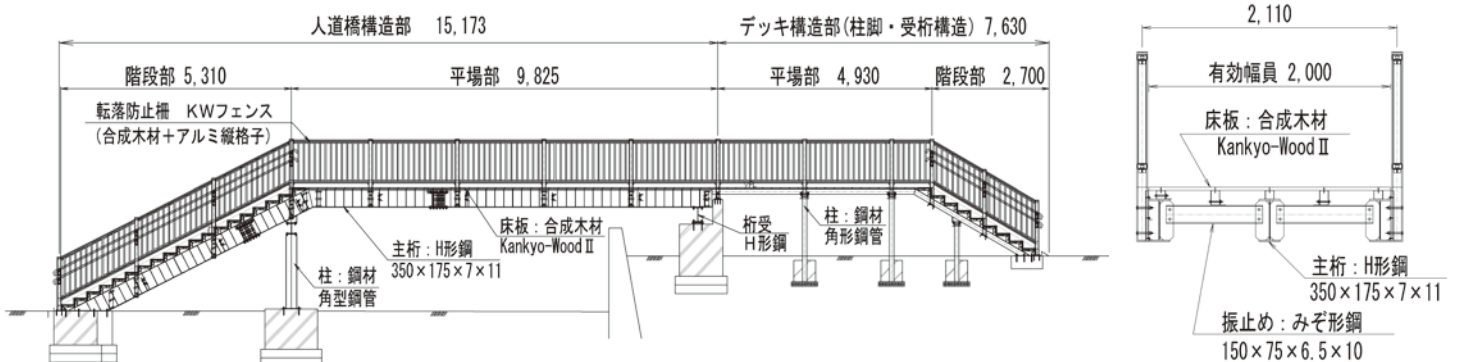 人道橋構造部 15,173
デッキ構造部(柱脚・受桁構造) 7,630
階段部 5,310
平場部 9,825
平場部 4,930
階段部 2,700
転落防止柵 KWフェンス
(合成木材+アルミ縦格子)
主桁:H形鋼
350×175×7×11
床板:合成木材
Kankyo-WoodⅡ
桁受
H形鋼
柱:鋼材
角形鋼管
柱:鋼材
角型鋼管
2,110
有効幅員 2,000
床板:合成木材
Kankyo-WoodⅡ
主桁:H形鋼
350×175×7×11
振止め:みぞ形鋼
150×75×6.5×10